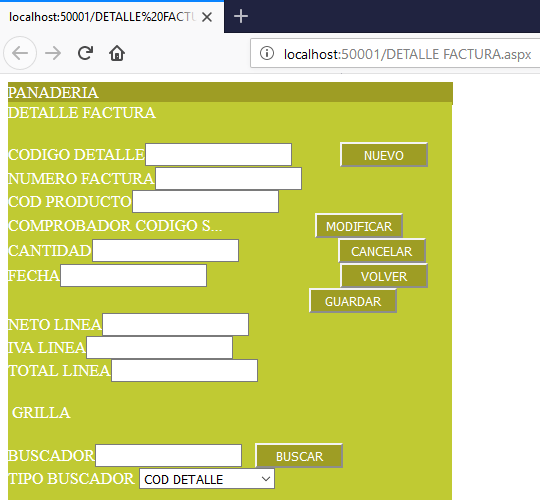 localhost:50001/DETALLE%20FACTU
localhost:50001/DETALLE FACTURA.aspx
PANADERIA
DETALLE FACTURA
CODIGO DETALLE NUEVO
NUMERO FACTURA
COD PRODUCTO
COMPROBADOR CODIGO S... MODIFICAR
CANTIDAD CANCELAR
FECHA VOLVER
GUARDAR
NETO LINEA
IVA LINEA
TOTAL LINEA
GRILLA
BUSCADOR BUSCAR
TIPO BUSCADOR COD DETALLE